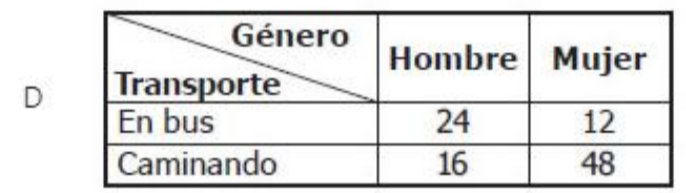 D
Género
Transporte
Hombre Mujer
En bus 24 12
Caminando 16 48